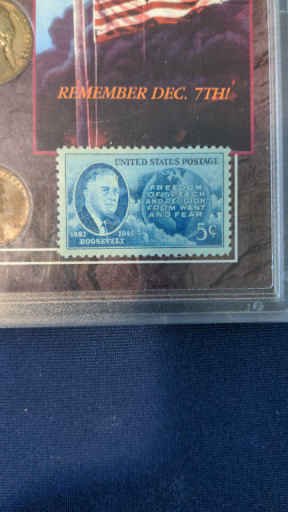 REMEMBER DEC. 7TH!
UNITED STATES POSTAGE
FREEDOM
OF SPEECH
AND RELIGION,
FROM WANT
AND FEAR
1882 1945
ROOSEVELT
5¢